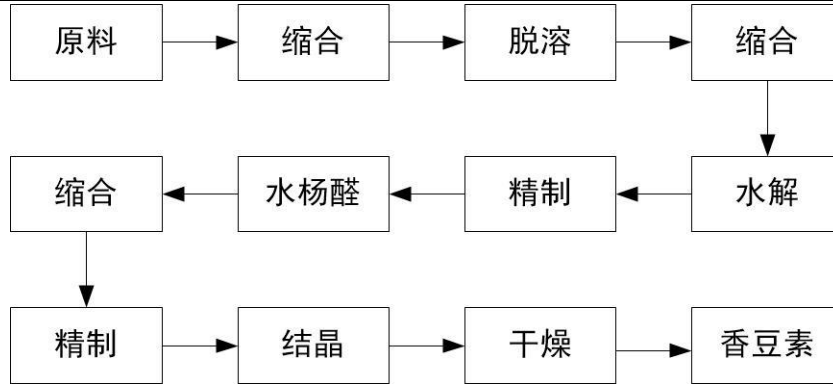 原料 缩合 脱溶 缩合
缩合 水杨醛 精制 水解
精制 结晶 干燥 香豆素